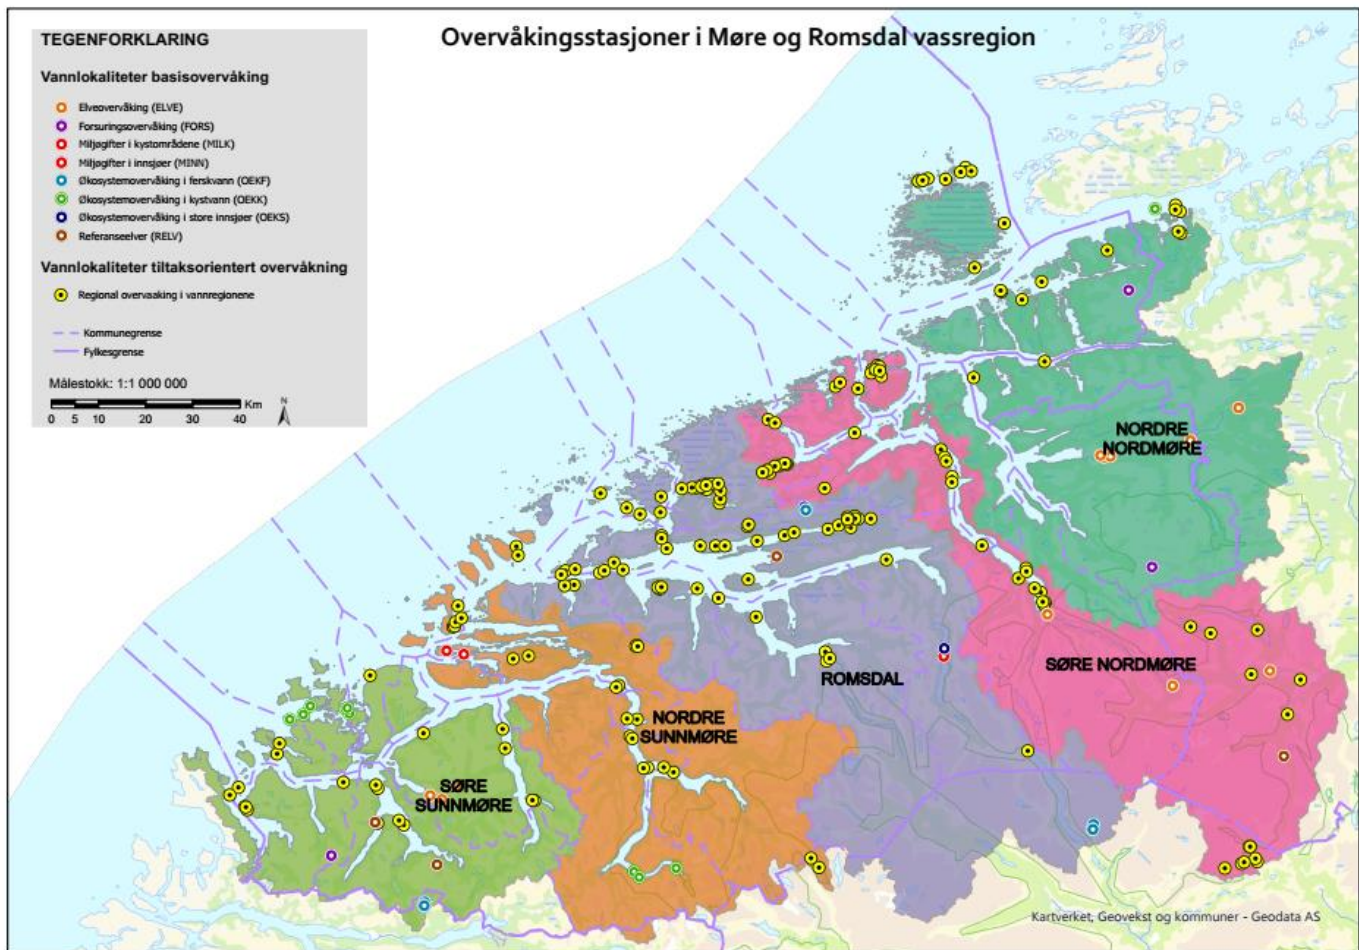 Overvåkingsstasjoner i Møre og Romsdal vassregion
TEGENFORKLARING
Vannlokaliteter basisovervåking
Elveovervåking (ELVE)
Forsuringsovervåking (FORS)
Miljøgifter i kystområdene (MILK)
Miljøgifter i innsjøer (MINN)
Økosystemovervåking i ferskvann (OEKF)
Økosystemovervåking i kystvann (OEKK)
Økosystemovervåking i store innsjøer (OEKS)
Referanseelver (RELV)
Vannlokaliteter tiltaksorientert overvåkning
Regional overvaaking i vannregionene
Kommunegrense
Fylkesgrense
Målestokk: 1:1 000 000
Km
N
0 5 10 20 30 40
NORDRE
NORDMØRE
SØRE NORDMØRE
ROMSDAL
NORDRE
SUNNMØRE
SØRE
SUNNMØRE
Kartverket, Geovekst og kommuner - Geodata AS